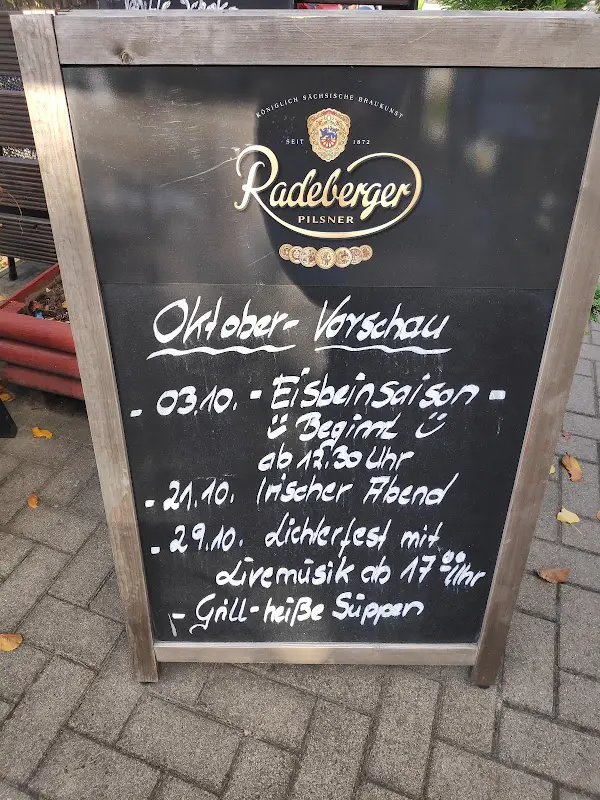 KÖNIGLICH SÄCHSISCHE BRAUKUNST
SEIT 1872
Radeberger
PILSNER
Oktober- Vorschau
- 03.10. - Eisbeinsaison -
Beginnt
ab 12.30 Uhr
- 21.10. Irischer Abend
- 29.10. Lichterfest mit
Livemusik ab 17⁰⁰ Uhr
- Grill-heiße Suppen